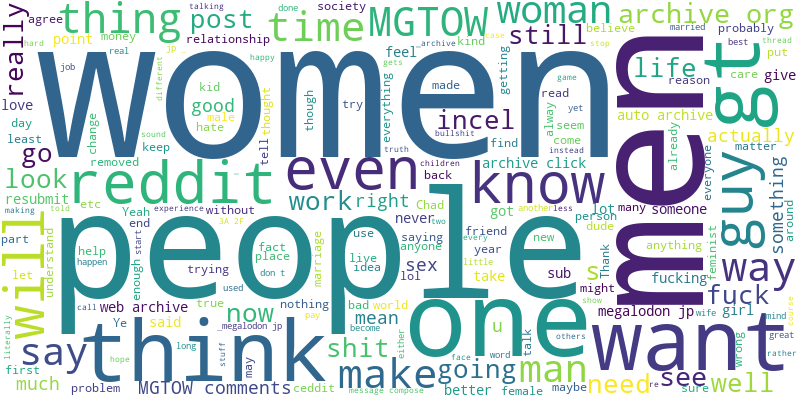 agree
thing
talking
post
money
society
time
MGTOW
woman
believe
archive org
probably
hard
real
JP _
relationship
happy
_archive
kind
still
case
stop
married
best
put
thread
really
point
job
different
kid
feel
gets
made
getting
game
life
reason
care
give
love
good
male
thought
though
try
everything
read
yet
auto archive
day
change
hate
tell
bullshit
incel
alway
seem
instead
already
actually
least
keep
sound
truth
find
come
matter
go
removed
women
children
back
archive click
men
gt
everyone
look
reddit
even
know
guy
something
around
resubmit
etc
work
right
never
Chad
got
another
less
lot
person
many
someone
making
told
Yeah
experience
without
saying
two
dude
anything
part
end
start
3A 2F
marriage
use
anyone
friend
every
new
Thank
feminist
will
understand
let
help
happen
enough
fact
place
don t
live
idea
lol
year
little
sex
take
sub
s
might
fucking
way
trying
people
one
true
used
nothing
bad
world
u
show
fuck
girl
megalodon jp
wife
mind
course
literally
web archive
call
now
pay
mean
become
talk
others
want
wrong
great
rather
Ye
said
_megalodon jp
say
think
long
stuff
may
shit
either
face
word
man
need
see
well
first
hope
make
going
re
sure
much
problem
MGTOW comments
ceddit
message compose
better
female
maybe